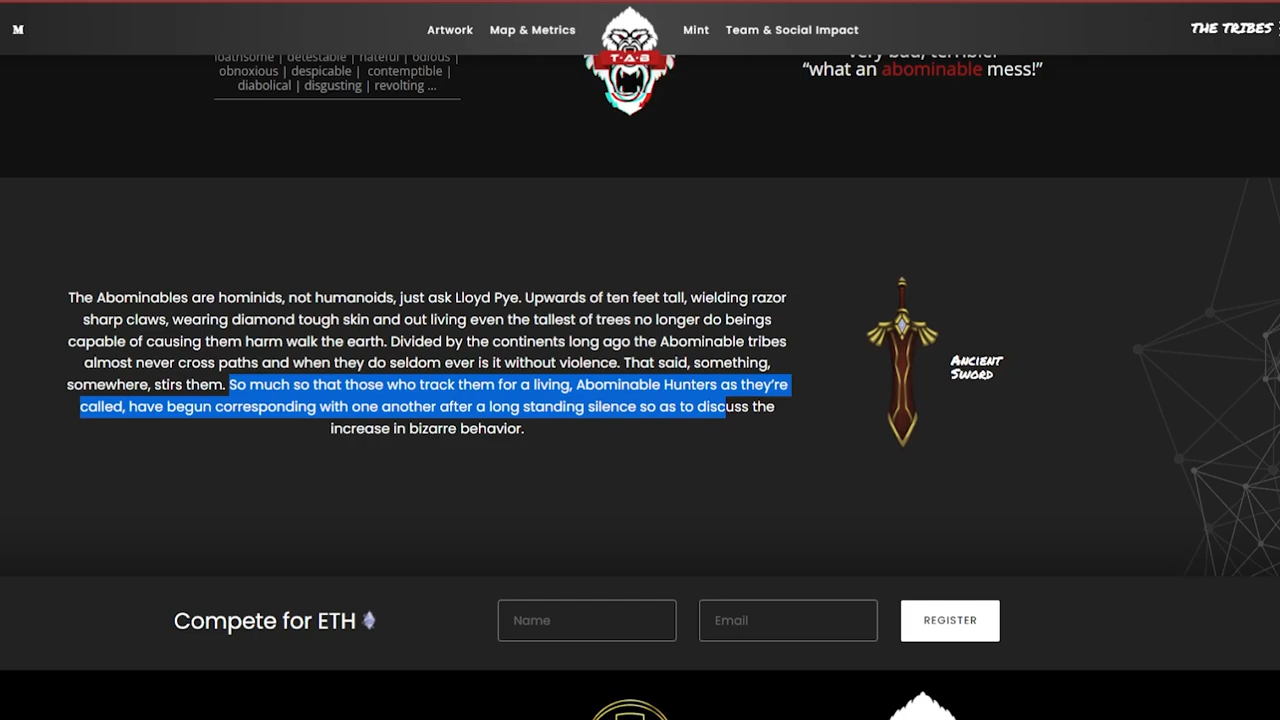 M
Artwork
Map & Metrics
T·A·B
Mint
Team & Social Impact
THE TRIBES
loathsome | detestable | hateful | odious |
obnoxious | despicable | contemptible |
diabolical | disgusting | revolting ...
very bad; terrible.
“what an abominable mess!”
The Abominables are hominids, not humanoids, just ask Lloyd Pye. Upwards of ten feet tall, wielding razor
sharp claws, wearing diamond tough skin and out living even the tallest of trees no longer do beings
capable of causing them harm walk the earth. Divided by the continents long ago the Abominable tribes
almost never cross paths and when they do seldom ever is it without violence. That said, something,
somewhere, stirs them. So much so that those who track them for a living, Abominable Hunters as they’re
called, have begun corresponding with one another after a long standing silence so as to discuss the
increase in bizarre behavior.
Ancient
Sword
Compete for ETH
Name
Email
REGISTER